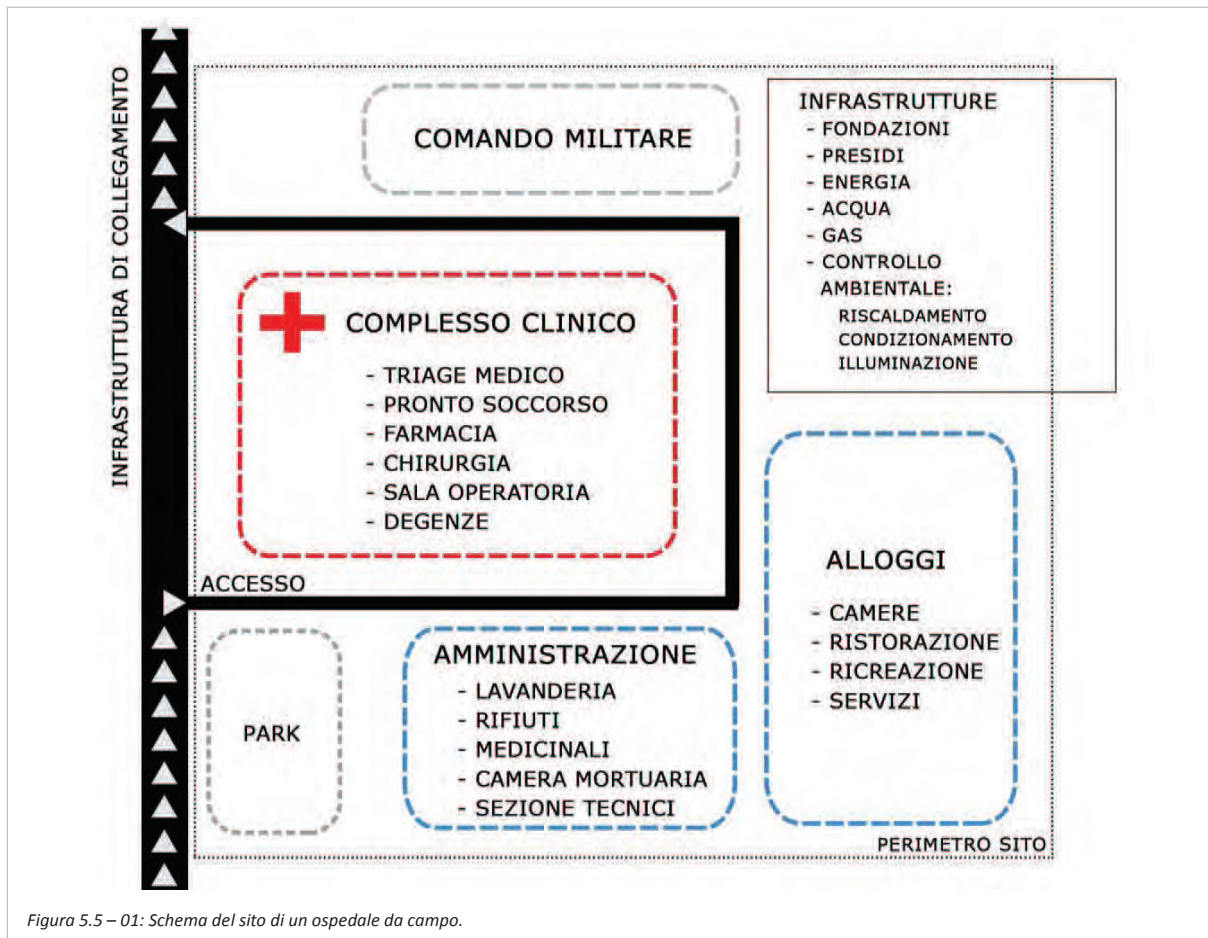 INFRASTRUTTURA DI COLLEGAMENTO
COMANDO MILITARE
INFRASTRUTTURE
- FONDAZIONI
- PRESIDI
- ENERGIA
- ACQUA
- GAS
- CONTROLLO
AMBIENTALE:
RISCALDAMENTO
CONDIZIONAMENTO
ILLUMINAZIONE
COMPLESSO CLINICO
- TRIAGE MEDICO
- PRONTO SOCCORSO
- FARMACIA
- CHIRURGIA
- SALA OPERATORIA
- DEGENZE
ACCESSO
ALLOGGI
- CAMERE
- RISTORAZIONE
- RICREAZIONE
- SERVIZI
PARK
AMMINISTRAZIONE
- LAVANDERIA
- RIFIUTI
- MEDICINALI
- CAMERA MORTUARIA
- SEZIONE TECNICI
PERIMETRO SITO
Figura 5.5 – 01: Schema del sito di un ospedale da campo.